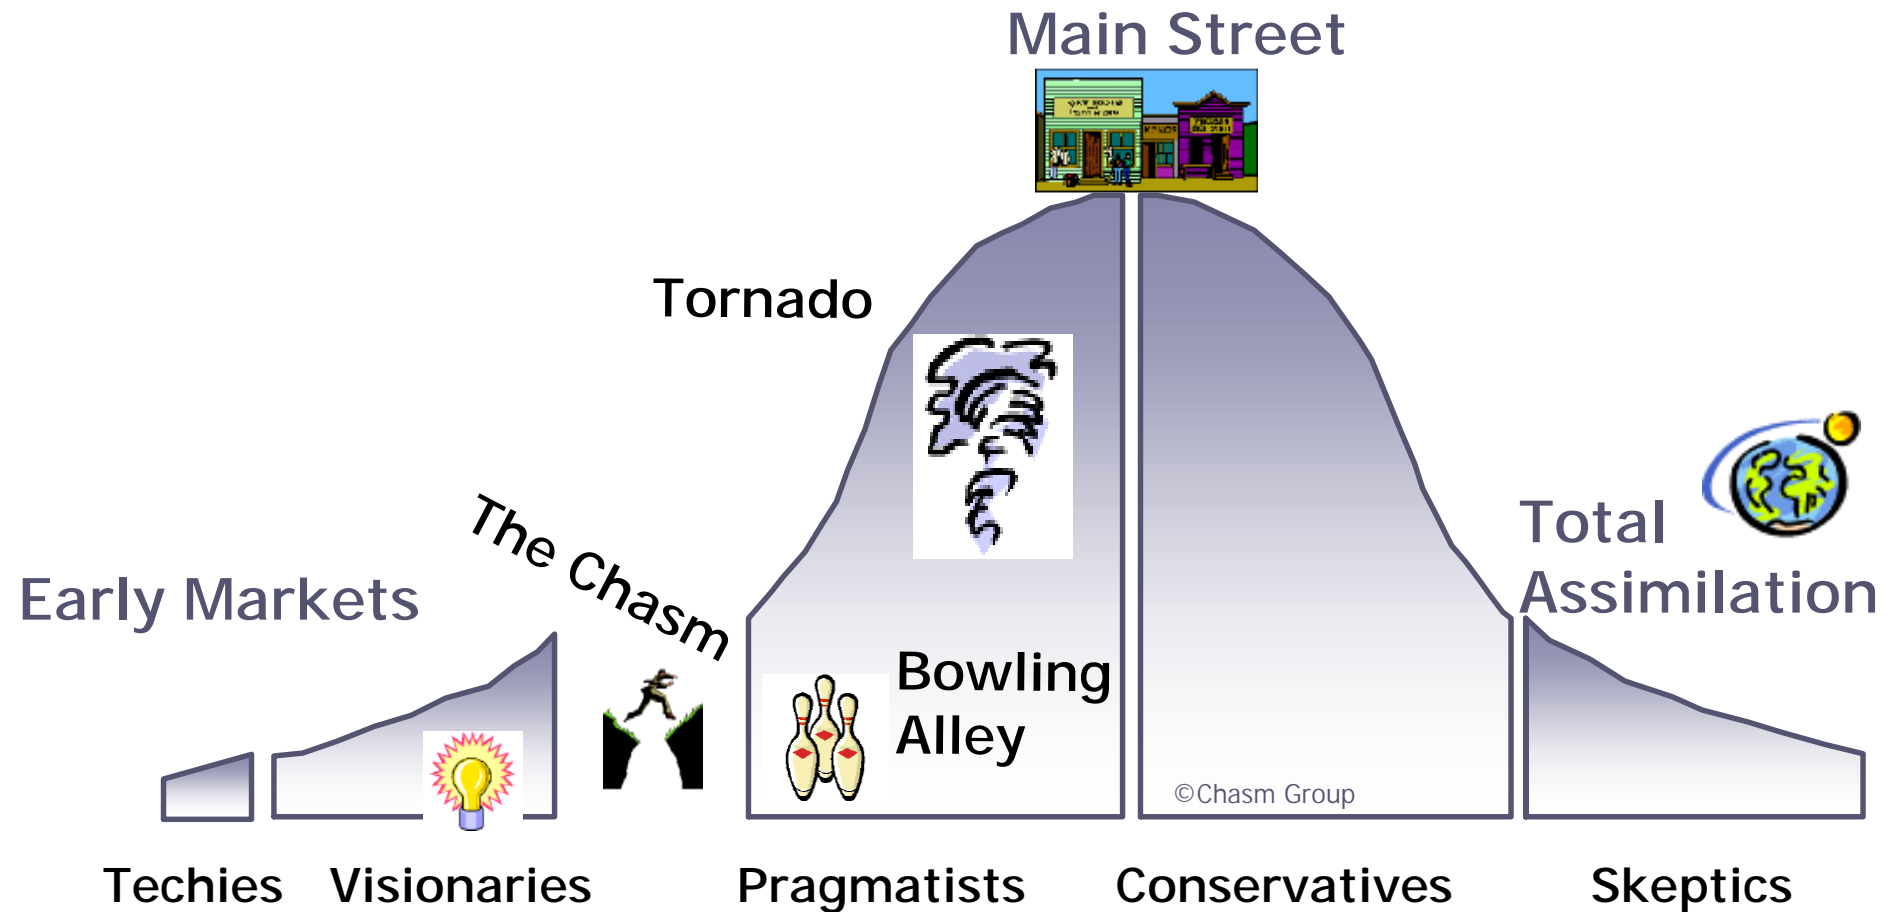 Main Street
Tornado
The Chasm
Early Markets
Total
Assimilation
Bowling
Alley
©Chasm Group
Techies
Visionaries
Pragmatists
Conservatives
Skeptics